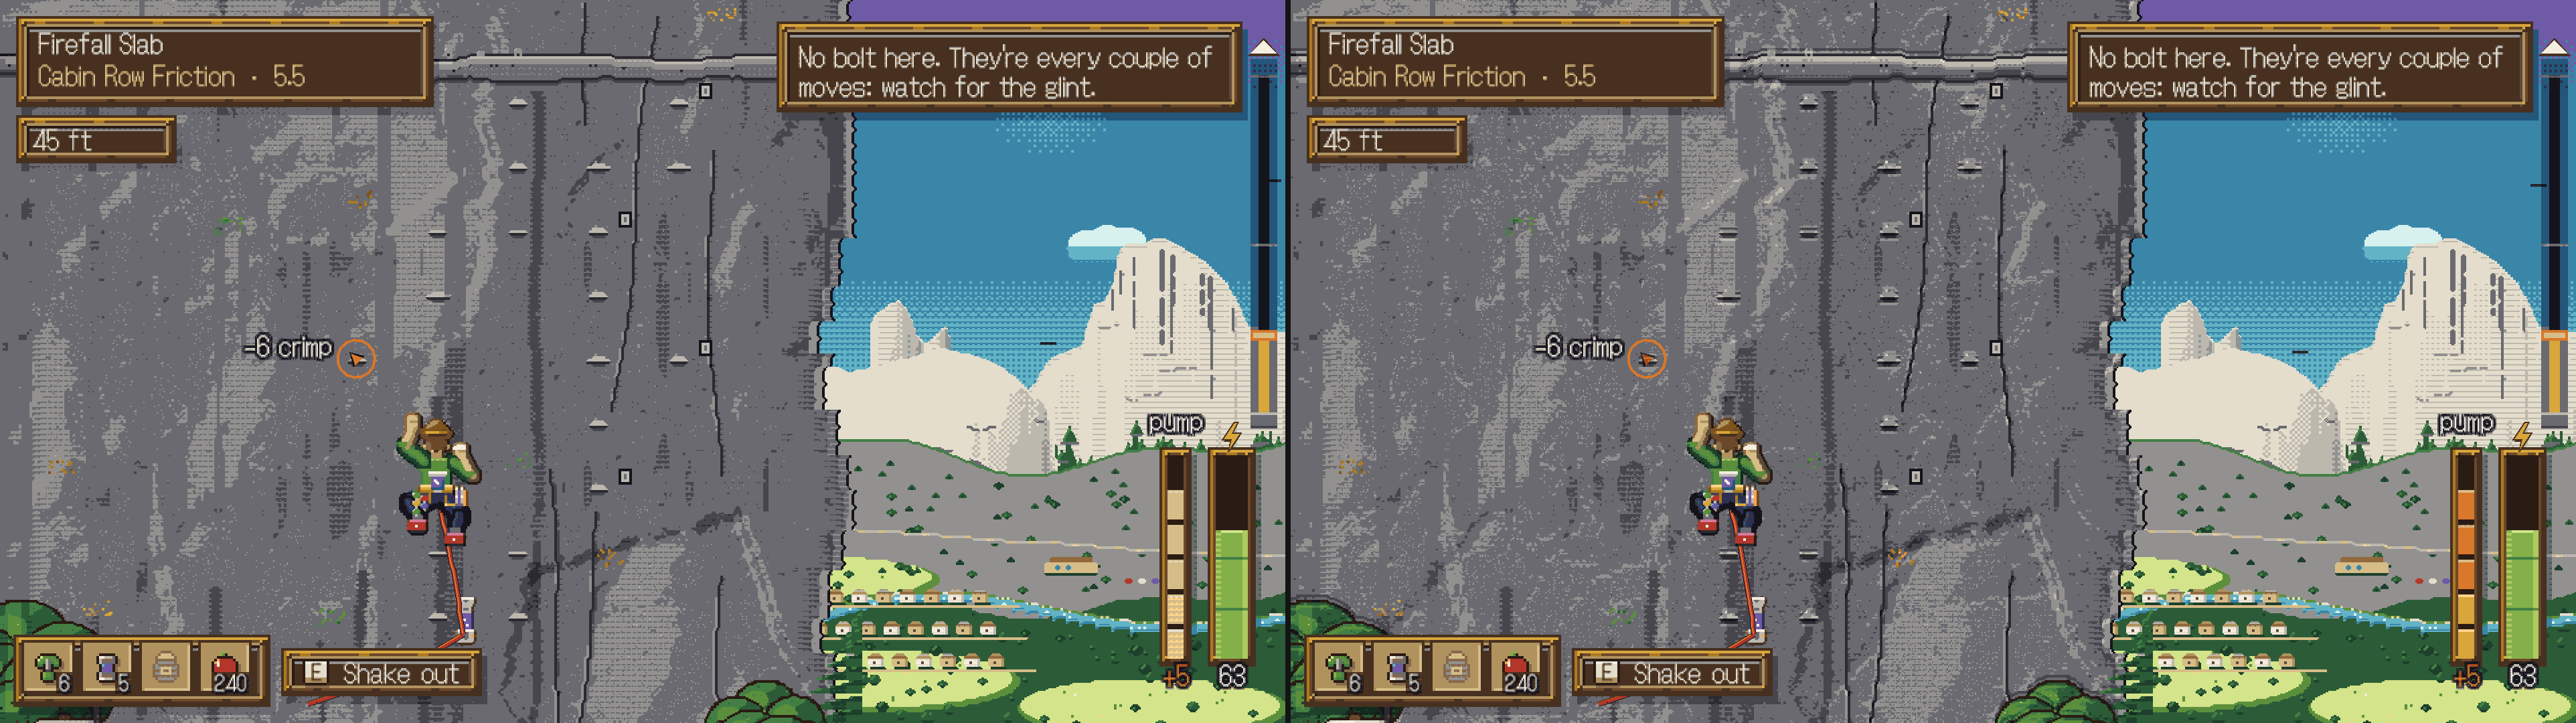 Firefall Slab
Cabin Row Friction · 5.5
45 ft
No bolt here. They're every couple of
moves: watch for the glint.
-6 crimp
pump
6
5
240
E Shake out
+5
63
Firefall Slab
Cabin Row Friction · 5.5
45 ft
No bolt here. They're every couple of
moves: watch for the glint.
-6 crimp
pump
6
5
240
E Shake out
+5
63